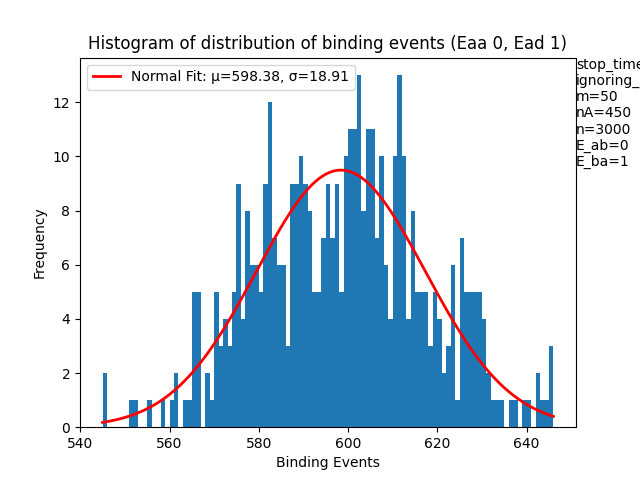 Histogram of distribution of binding events (Eaa 0, Ead 1)
Normal Fit: μ=598.38, σ=18.91
stop_time
ignoring_
m=50
nA=450
n=3000
E_ab=0
E_ba=1
Frequency
12
10
8
6
4
2
0
540 560 580 600 620 640
Binding Events